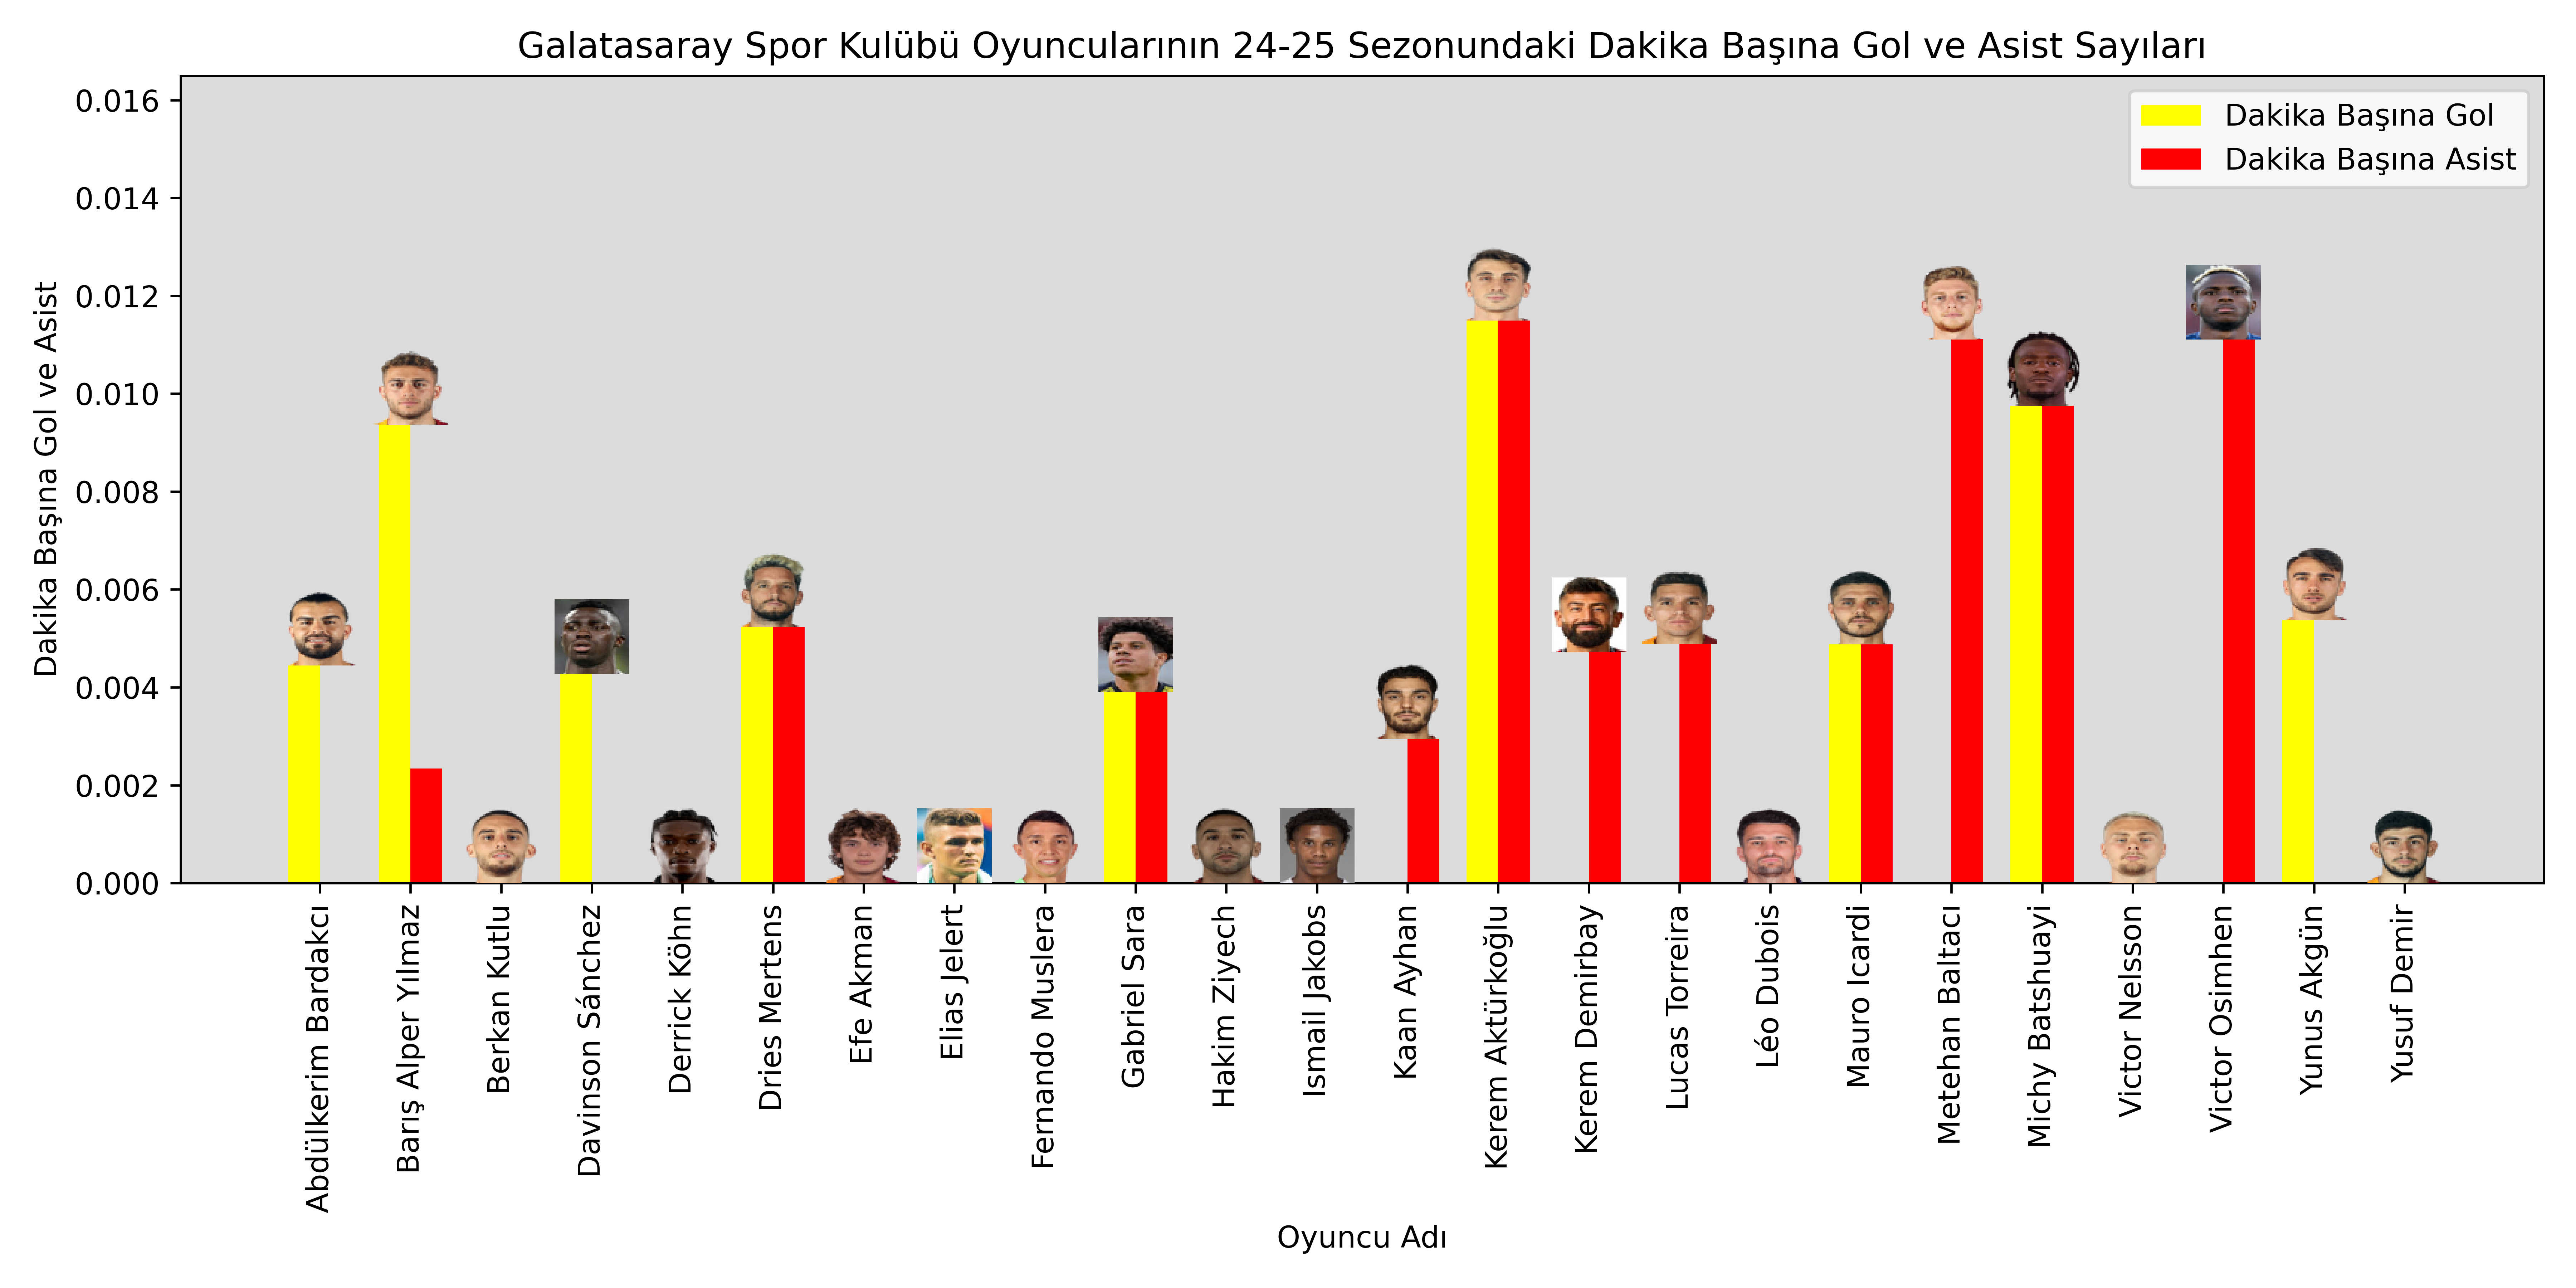 Galatasaray Spor Kulübü Oyuncularının 24-25 Sezonundaki Dakika Başına Gol ve Asist Sayıları
Dakika Başına Gol
Dakika Başına Asist
Dakika Başına Gol ve Asist
0.016
0.014
0.012
0.010
0.008
0.006
0.004
0.002
0.000
Abdülkerim Bardakcı
Barış Alper Yılmaz
Berkan Kutlu
Davinson Sánchez
Derrick Köhn
Dries Mertens
Efe Akman
Elias Jelert
Fernando Muslera
Gabriel Sara
Hakim Ziyech
Ismail Jakobs
Kaan Ayhan
Kerem Aktürkoğlu
Kerem Demirbay
Lucas Torreira
Léo Dubois
Mauro Icardi
Metehan Baltacı
Michy Batshuayi
Victor Nelsson
Victor Osimhen
Yunus Akgün
Yusuf Demir
Oyuncu Adı